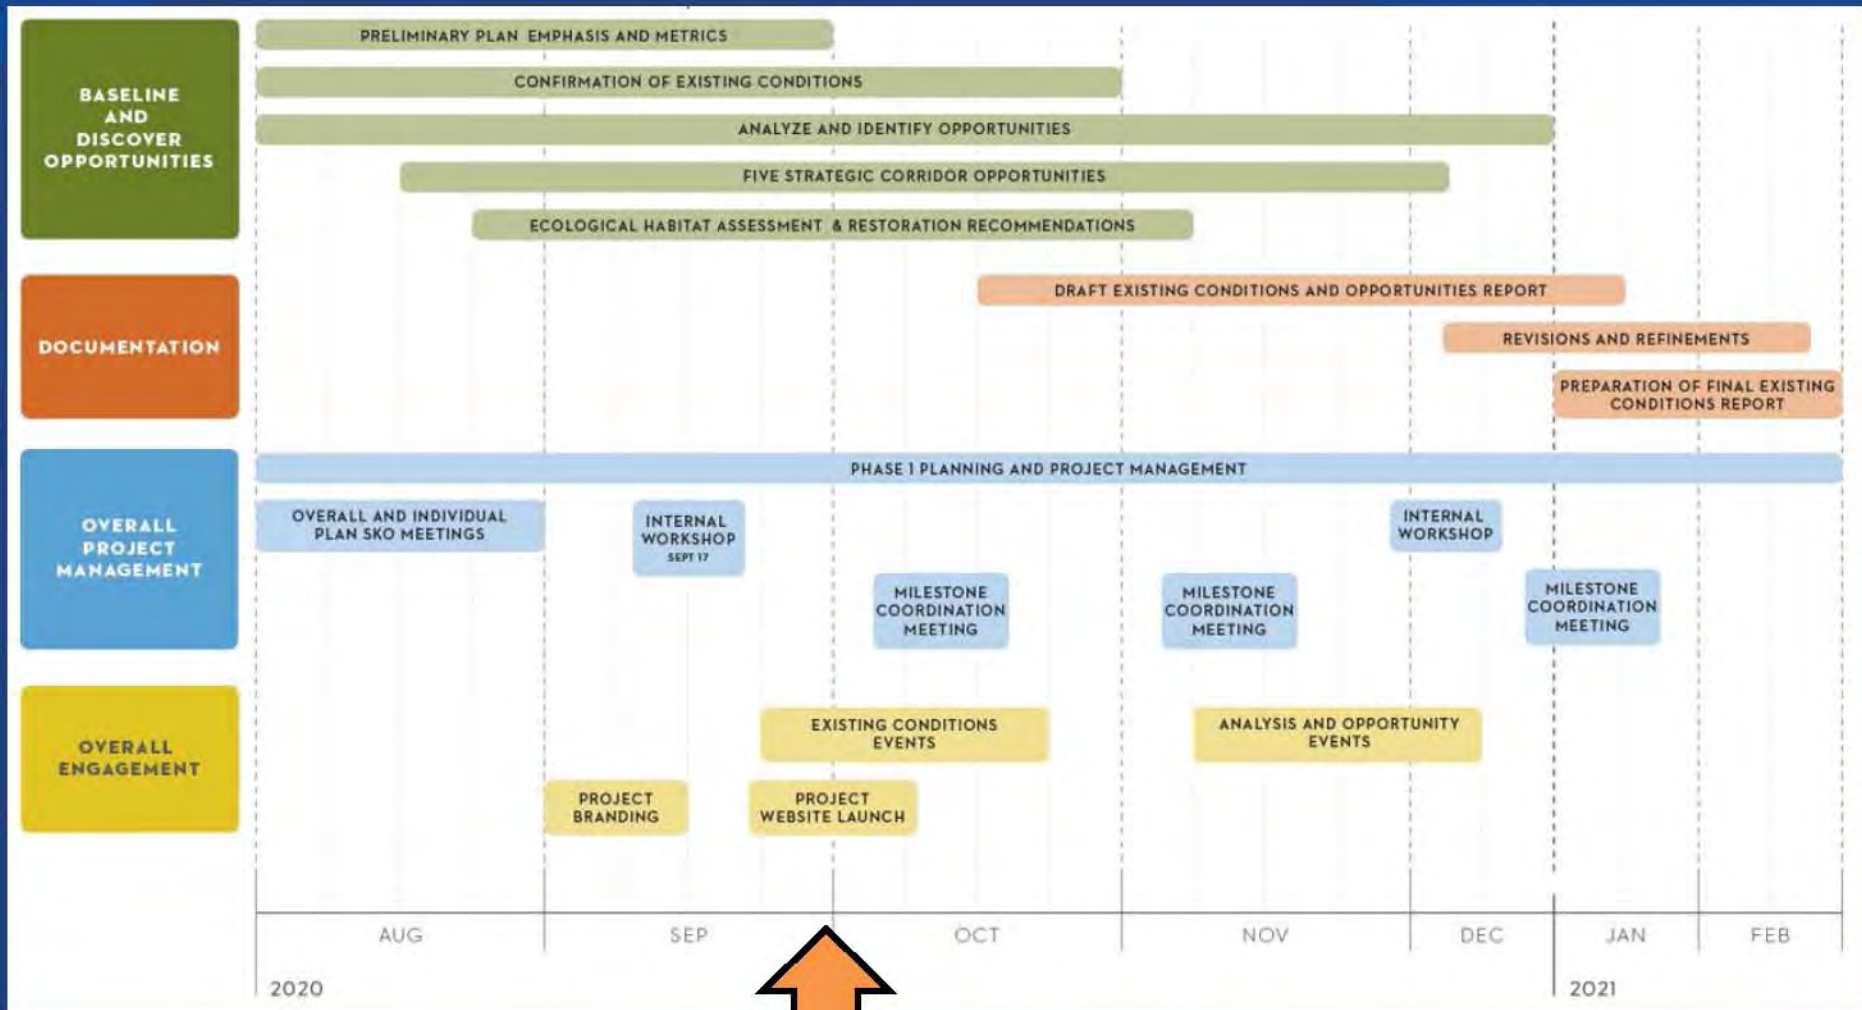 BASELINE
AND
DISCOVER
OPPORTUNITIES
PRELIMINARY PLAN EMPHASIS AND METRICS
CONFIRMATION OF EXISTING CONDITIONS
ANALYZE AND IDENTIFY OPPORTUNITIES
FIVE STRATEGIC CORRIDOR OPPORTUNITIES
ECOLOGICAL HABITAT ASSESSMENT & RESTORATION RECOMMENDATIONS
DOCUMENTATION
DRAFT EXISTING CONDITIONS AND OPPORTUNITIES REPORT
REVISIONS AND REFINEMENTS
PREPARATION OF FINAL EXISTING
CONDITIONS REPORT
OVERALL
PROJECT
MANAGEMENT
PHASE 1 PLANNING AND PROJECT MANAGEMENT
OVERALL AND INDIVIDUAL
PLAN SKO MEETINGS
INTERNAL
WORKSHOP
SEPT 17
INTERNAL
WORKSHOP
MILESTONE
COORDINATION
MEETING
MILESTONE
COORDINATION
MEETING
MILESTONE
COORDINATION
MEETING
OVERALL
ENGAGEMENT
EXISTING CONDITIONS
EVENTS
ANALYSIS AND OPPORTUNITY
EVENTS
PROJECT
BRANDING
PROJECT
WEBSITE LAUNCH
AUG SEP OCT NOV DEC JAN FEB
2020 2021